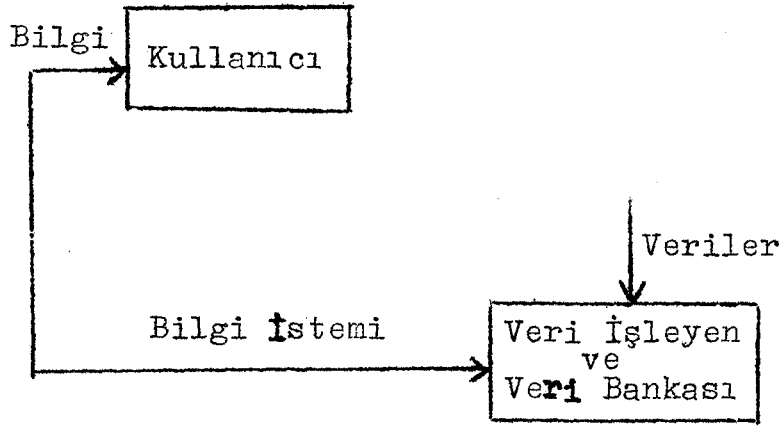 Bilgi
Kullanıcı
Veriler
Bilgi İstemi
Veri İşleyen
ve
Veri Bankası